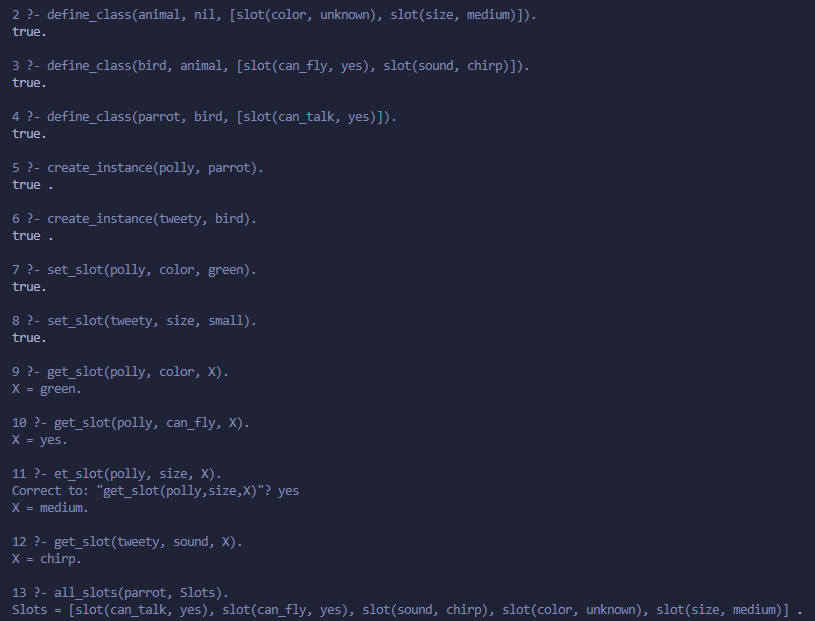 2 ?- define_class(animal, nil, [slot(color, unknown), slot(size, medium)]).
true.
3 ?- define_class(bird, animal, [slot(can_fly, yes), slot(sound, chirp)]).
true.
4 ?- define_class(parrot, bird, [slot(can_talk, yes)]).
true.
5 ?- create_instance(polly, parrot).
true .
6 ?- create_instance(tweety, bird).
true .
7 ?- set_slot(polly, color, green).
true.
8 ?- set_slot(tweety, size, small).
true.
9 ?- get_slot(polly, color, X).
X = green.
10 ?- get_slot(polly, can_fly, X).
X = yes.
11 ?- et_slot(polly, size, X).
Correct to: "get_slot(polly,size,X)"? yes
X = medium.
12 ?- get_slot(tweety, sound, X).
X = chirp.
13 ?- all_slots(parrot, Slots).
Slots = [slot(can_talk, yes), slot(can_fly, yes), slot(sound, chirp), slot(color, unknown), slot(size, medium)] .